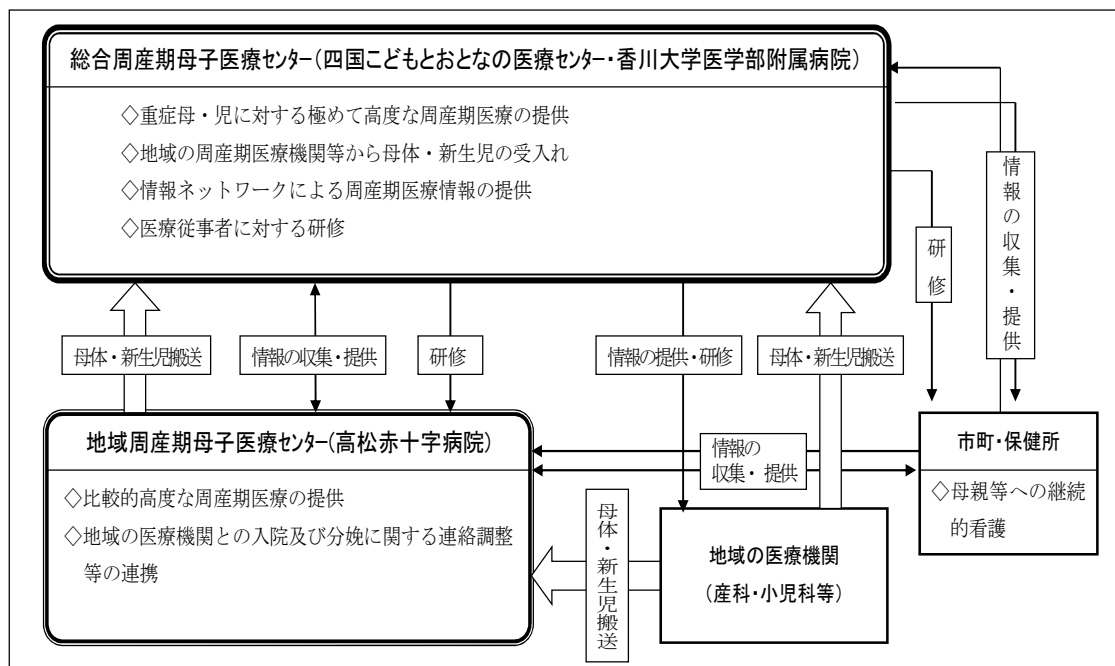 総合周産期母子医療センター(四国こどもとおとなの医療センター・香川大学医学部附属病院)
◇重症母・児に対する極めて高度な周産期医療の提供
◇地域の周産期医療機関等から母体・新生児の受入れ
◇情報ネットワークによる周産期医療情報の提供
◇医療従事者に対する研修
情報の収集・提供
研修
母体・新生児搬送
情報の収集・提供
研修
情報の提供・研修
母体・新生児搬送
地域周産期母子医療センター(高松赤十字病院)
◇比較的高度な周産期医療の提供
◇地域の医療機関との入院及び分娩に関する連絡調整
等の連携
情報の
収集・提供
市町・保健所
◇母親等への継続
的看護
母体・新生児搬送
地域の医療機関
(産科・小児科等)